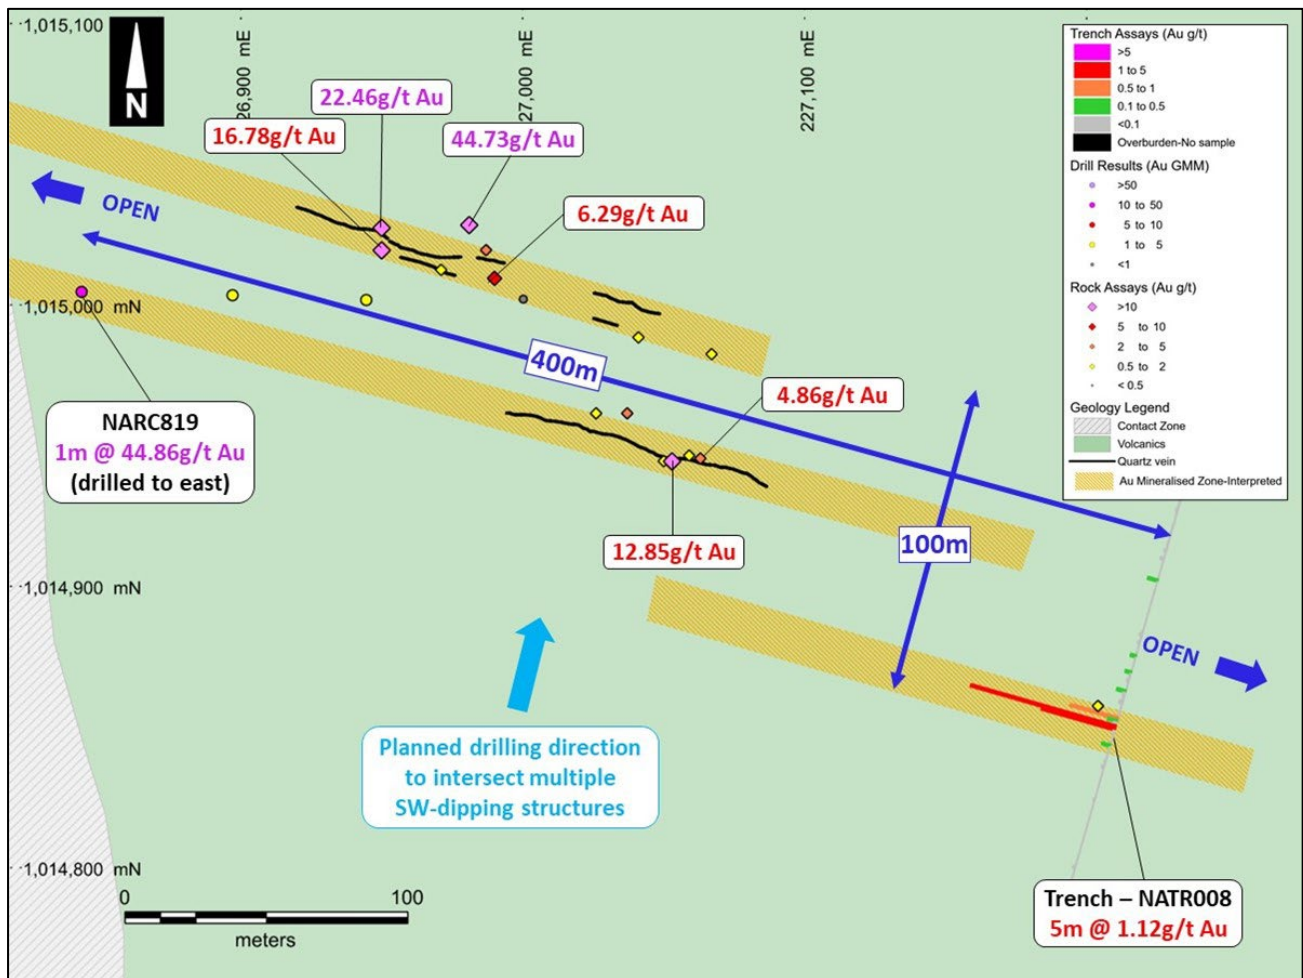 1,015,100
26,900 mE
27,000 mE
227,100 mE
N
22.46g/t Au
16.78g/t Au
44.73g/t Au
6.29g/t Au
OPEN
1,015,000 mN
400m
4.86g/t Au
NARC819
1m @ 44.86g/t Au
(drilled to east)
12.85g/t Au
100m
1,014,900 mN
OPEN
Planned drilling direction
to intersect multiple
SW-dipping structures
1,014,800 mN
0 100
meters
Trench – NATR008
5m @ 1.12g/t Au
Trench Assays (Au g/t)
>5
1 to 5
0.5 to 1
0.1 to 0.5
<0.1
Overburden-No sample
Drill Results (Au GMM)
>50
10 to 50
5 to 10
1 to 5
<1
Rock Assays (Au g/t)
>10
5 to 10
2 to 5
0.5 to 2
< 0.5
Geology Legend
Contact Zone
Volcanics
Quartz vein
Au Mineralised Zone-Interpreted